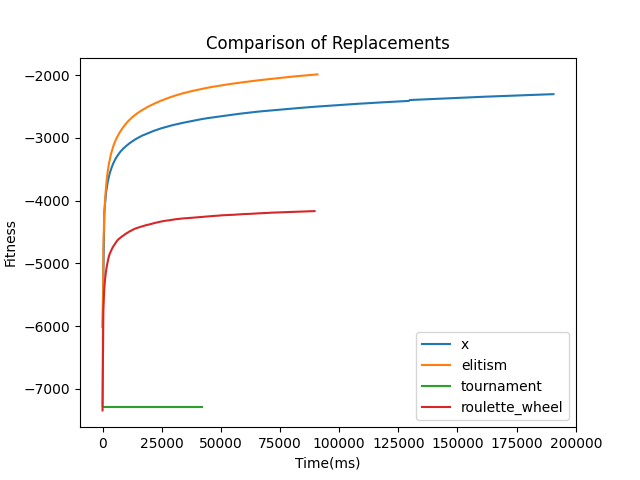 Comparison of Replacements
Fitness
−2000
−3000
−4000
−5000
−6000
−7000
x
elitism
tournament
roulette_wheel
0 25000 50000 75000 100000 125000 150000 175000 200000
Time(ms)